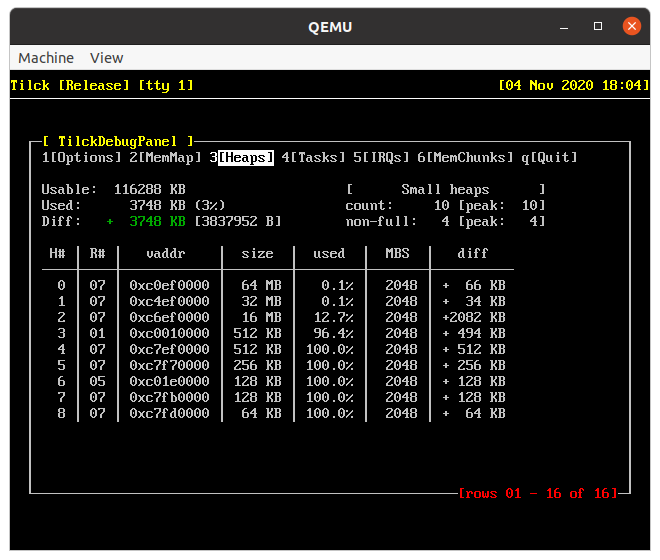 QEMU
Machine View
Tilck [Release] [tty 1] [04 Nov 2020 18:04]
[ TilckDebugPanel ]
1[Options] 2[MemMap] 3[Heaps] 4[Tasks] 5[IRQs] 6[MemChunks] q[Quit]
Usable: 116288 KB [ Small heaps ]
Used: 3748 KB (3%) count: 10 [peak: 10]
Diff: + 3748 KB [3837952 B] non-full: 4 [peak: 4]
H# R# vaddr size used MBS diff
0 07 0xc0ef0000 64 MB 0.1% 2048 + 66 KB
1 07 0xc4ef0000 32 MB 0.1% 2048 + 34 KB
2 07 0xc6ef0000 16 MB 12.7% 2048 +2082 KB
3 01 0xc0010000 512 KB 96.4% 2048 + 494 KB
4 07 0xc7ef0000 512 KB 100.0% 2048 + 512 KB
5 07 0xc7f70000 256 KB 100.0% 2048 + 256 KB
6 05 0xc01e0000 128 KB 100.0% 2048 + 128 KB
7 07 0xc7fb0000 128 KB 100.0% 2048 + 128 KB
8 07 0xc7fd0000 64 KB 100.0% 2048 + 64 KB
[rows 01 - 16 of 16]